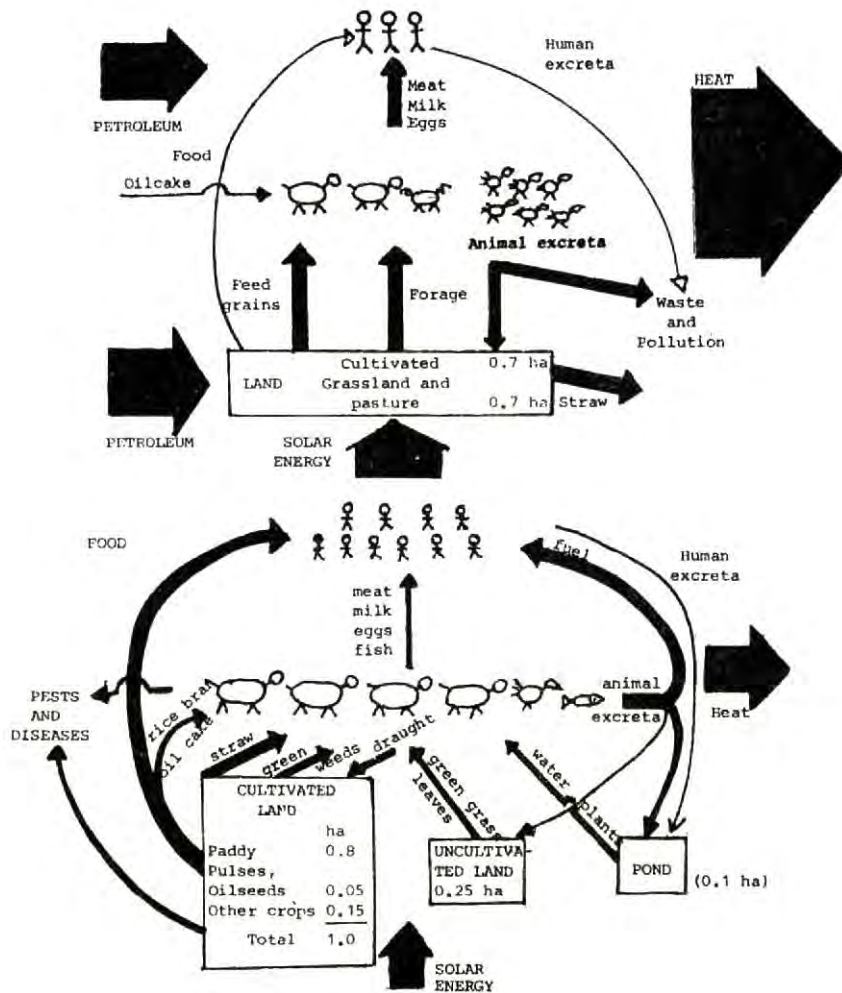 Human
excreta
HEAT
Meat
Milk
Eggs
PETROLEUM
Food
Oilcake
Animal excreta
Feed
grains
Forage
Waste
and
Pollution
LAND
Cultivated 0.7 ha
Grassland and
pasture 0.7 ha
Straw
PETROLEUM
SOLAR
ENERGY
FOOD
fuel
Human
excreta
meat
milk
eggs
fish
PESTS
AND
DISEASES
rice bran
oil cake
animal
excreta
Heat
straw
green weeds
draught
green grass
leaves
water plants
CULTIVATED
LAND
ha
Paddy 0.8
Pulses,
Oilseeds 0.05
Other crops 0.15
Total 1.0
UNCULTIVA-
TED LAND
0.25 ha
POND
(0.1 ha)
SOLAR
ENERGY